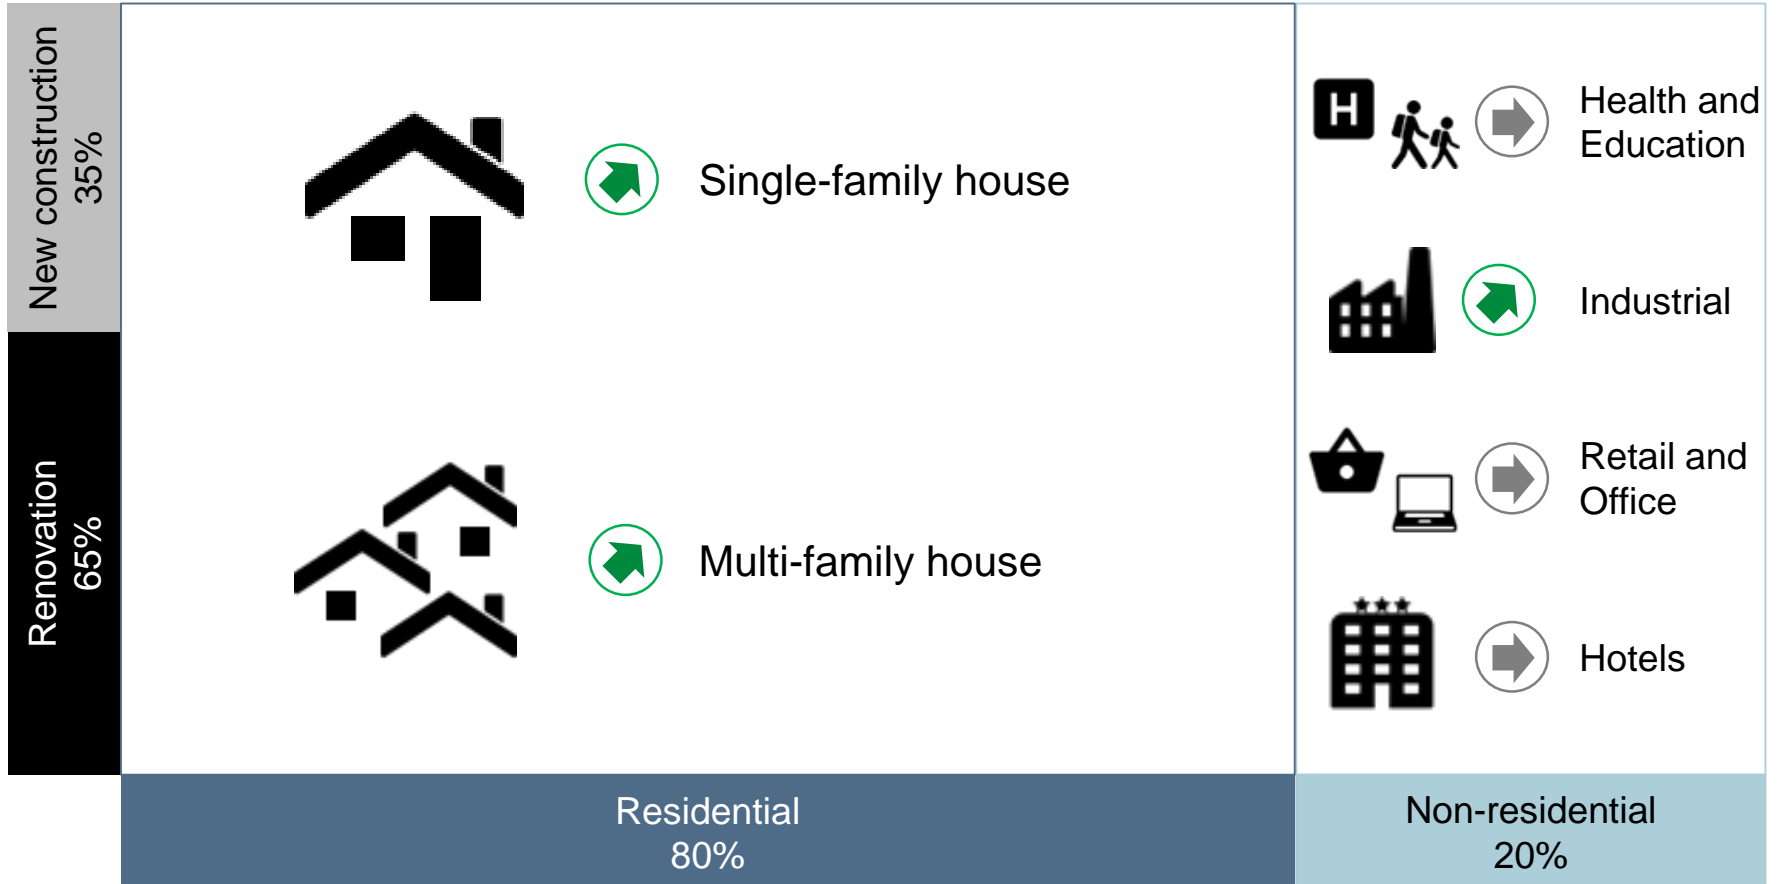 New construction
35%
Renovation
65%
Single-family house
Multi-family house
H
Health and
Education
Industrial
Retail and
Office
Hotels
Residential
80%
Non-residential
20%